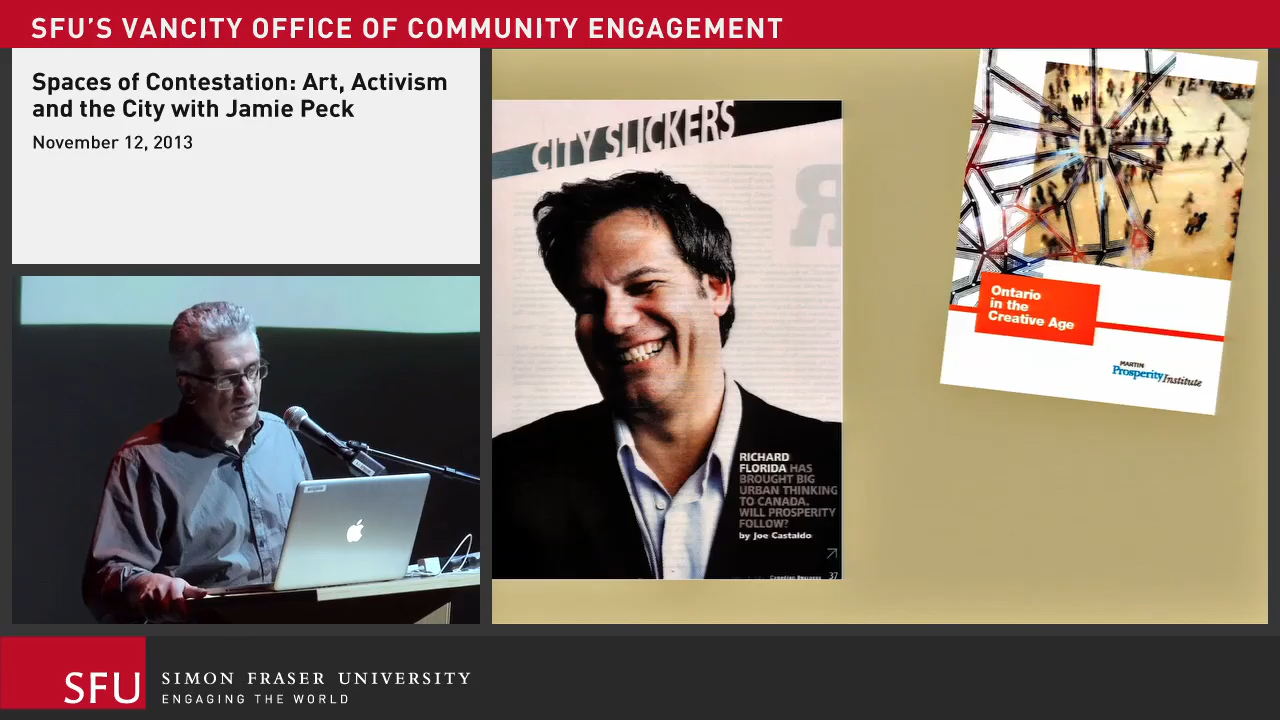 SFU'S VANCITY OFFICE OF COMMUNITY ENGAGEMENT
Spaces of Contestation: Art, Activism
and the City with Jamie Peck
November 12, 2013
CITY SLICKERS
R
RICHARD
FLORIDA HAS
BROUGHT BIG
URBAN THINKING
TO CANADA.
WILL PROSPERITY
FOLLOW?
by Joe Castaldo
Canadian Business 37
Ontario
in the
Creative Age
MARTIN
Prosperity Institute
SFU SIMON FRASER UNIVERSITY
ENGAGING THE WORLD